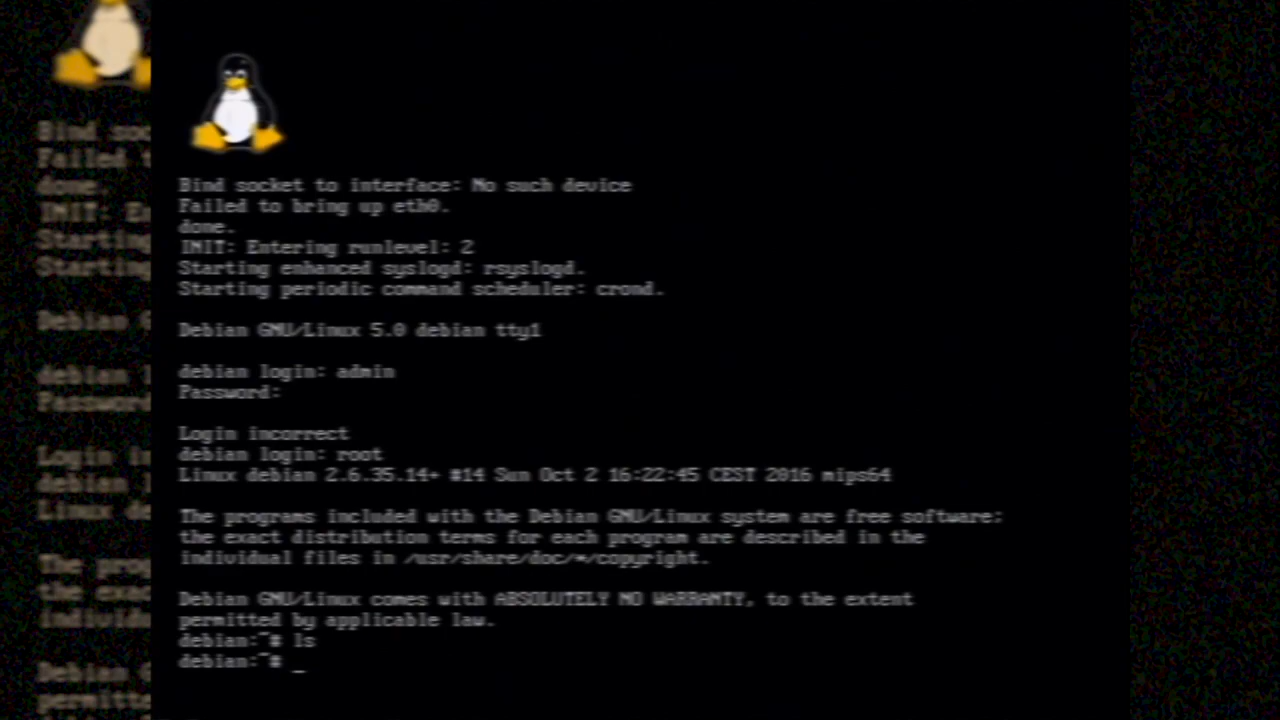 Bind socket to interface: No such device
Failed to bring up eth0.
done.
INIT: Entering runlevel: 2
Starting enhanced syslogd: rsyslogd.
Starting periodic command scheduler: crond.
Debian GNU/Linux 5.0 debian tty1
debian login: admin
Password:
Login incorrect
debian login: root
Linux debian 2.6.35.14+ #14 Sun Oct 2 16:22:45 CEST 2016 mips64
The programs included with the Debian GNU/Linux system are free software;
the exact distribution terms for each program are described in the
individual files in /usr/share/doc/*/copyright.
Debian GNU/Linux comes with ABSOLUTELY NO WARRANTY, to the extent
permitted by applicable law.
debian:~# ls
debian:~# _